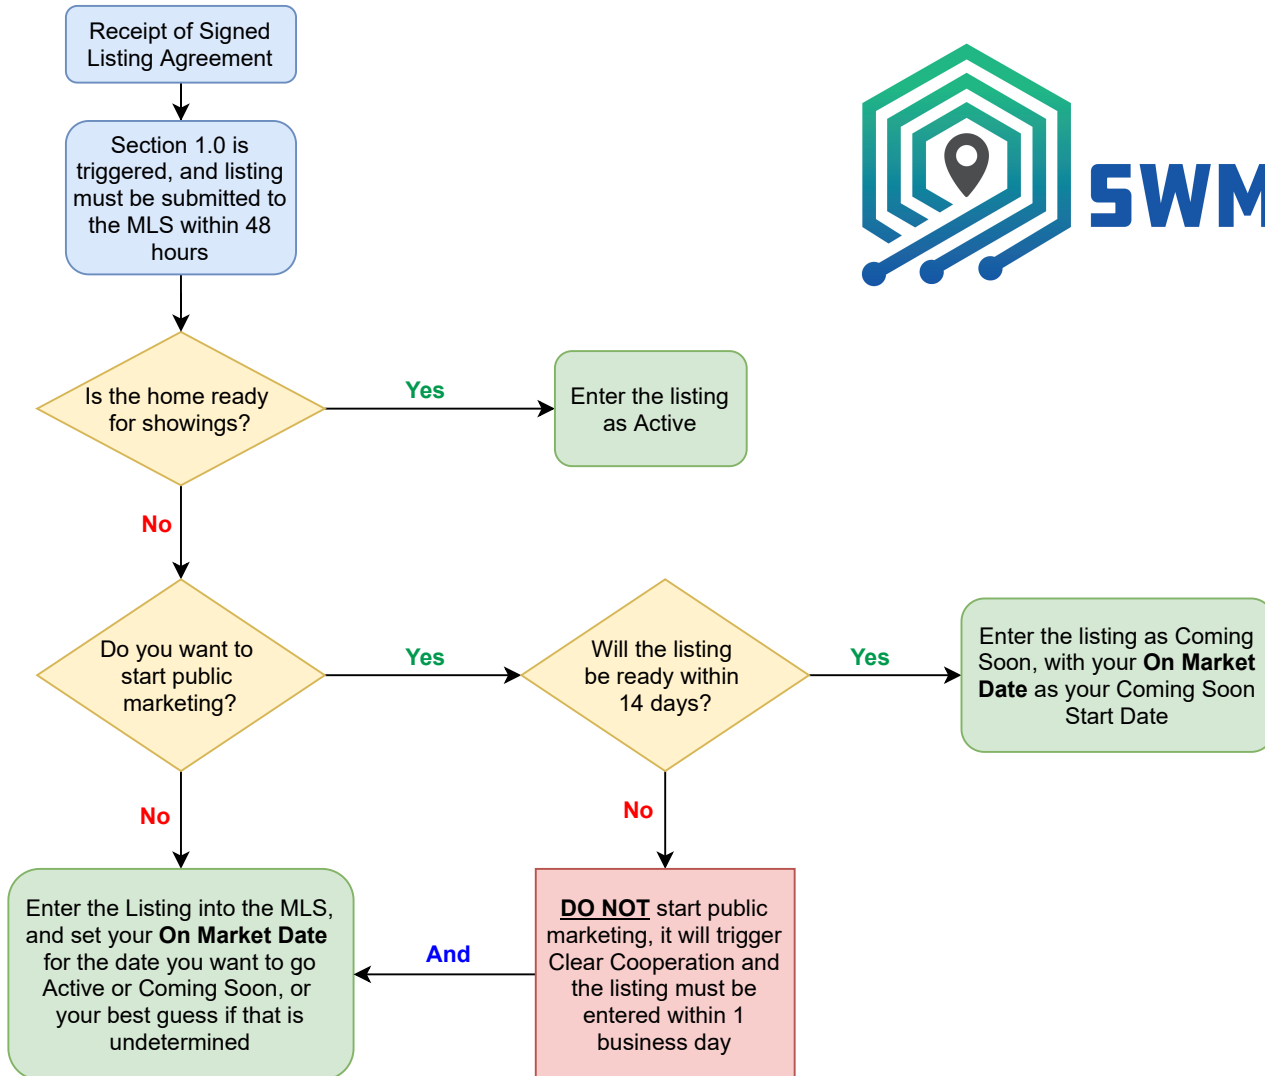 Receipt of Signed
Listing Agreement
Section 1.0 is
triggered, and listing
must be submitted to
the MLS within 48
hours
SWM
Is the home ready
for showings?
Yes
Enter the listing
as Active
No
Do you want to
start public
marketing?
Yes
Will the listing
be ready within
14 days?
Yes
Enter the listing as Coming
Soon, with your On Market
Date as your Coming Soon
Start Date
No
No
Enter the Listing into the MLS,
and set your On Market Date
for the date you want to go
Active or Coming Soon, or
your best guess if that is
undetermined
And
DO NOT start public
marketing, it will trigger
Clear Cooperation and
the listing must be
entered within 1
business day